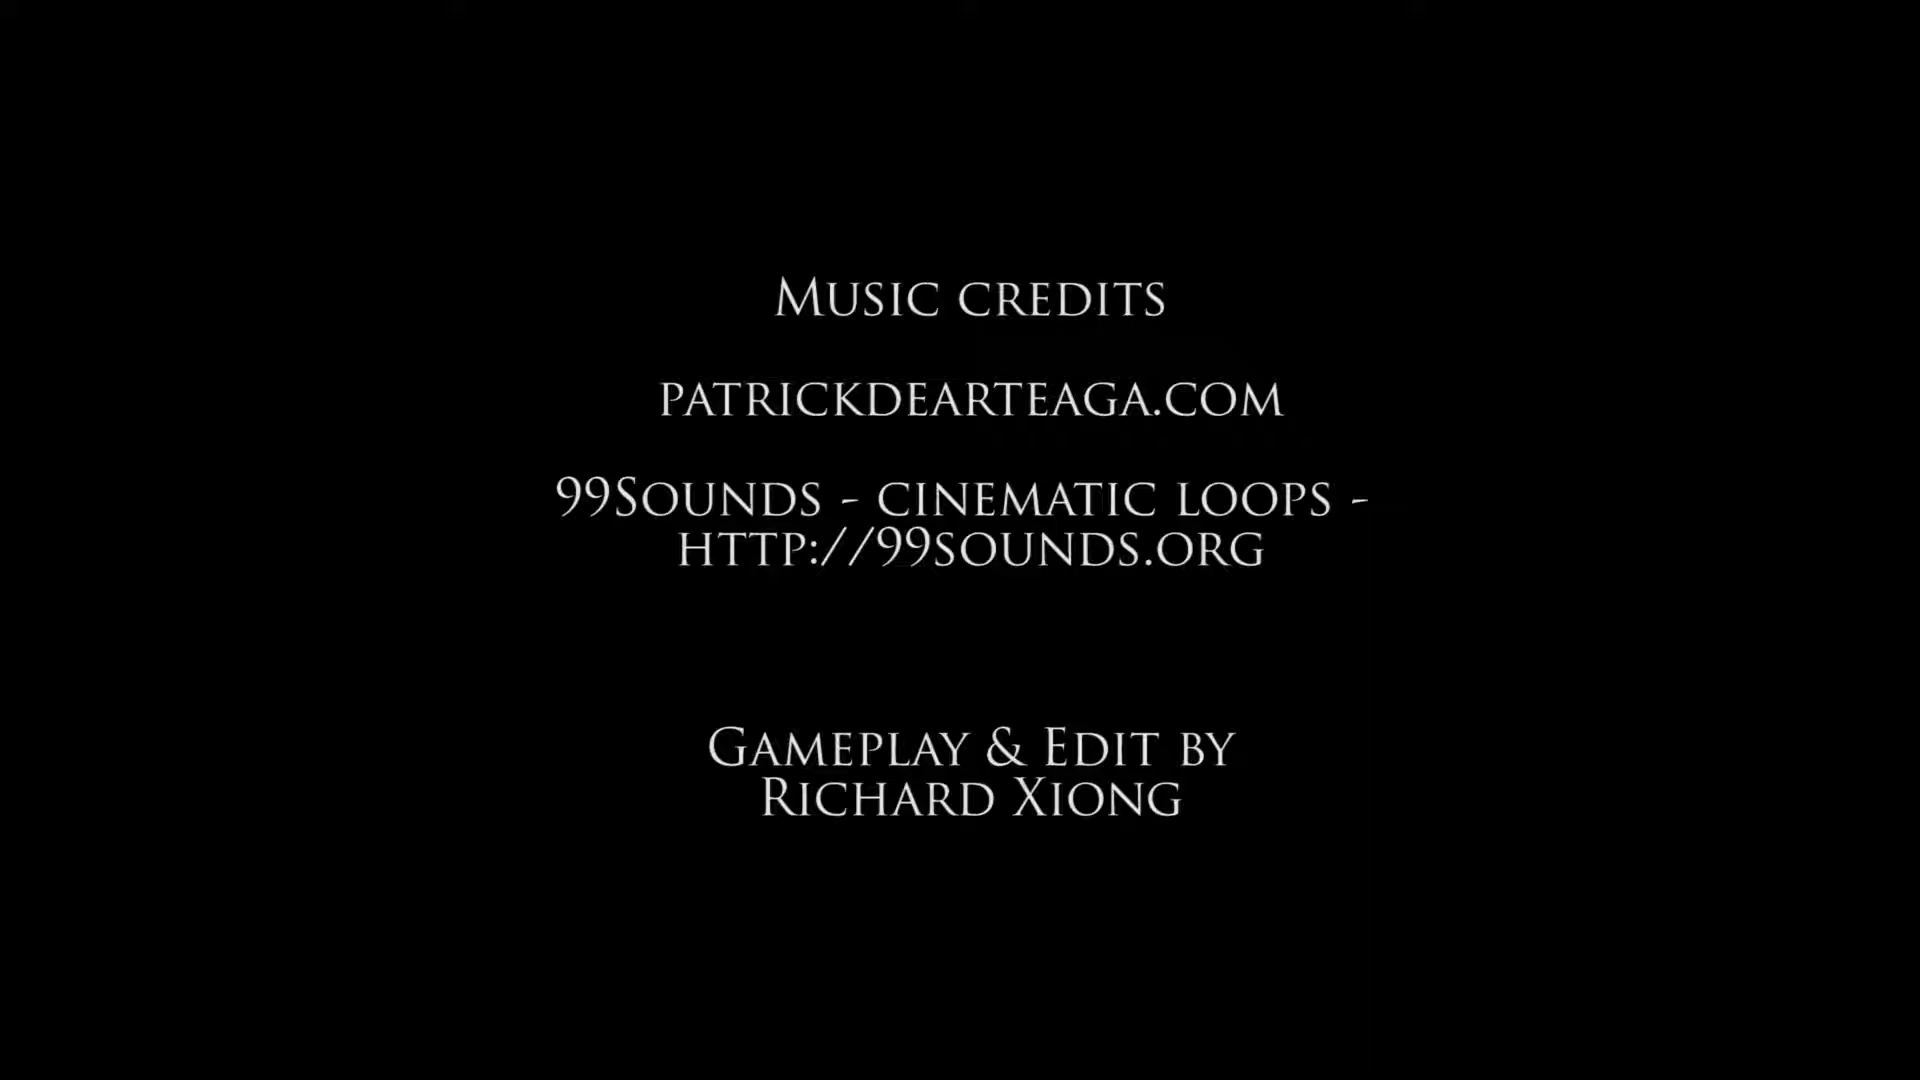 Music credits
patrickdearteaga.com
99Sounds - cinematic loops -
http://99sounds.org
Gameplay & Edit by
Richard Xiong